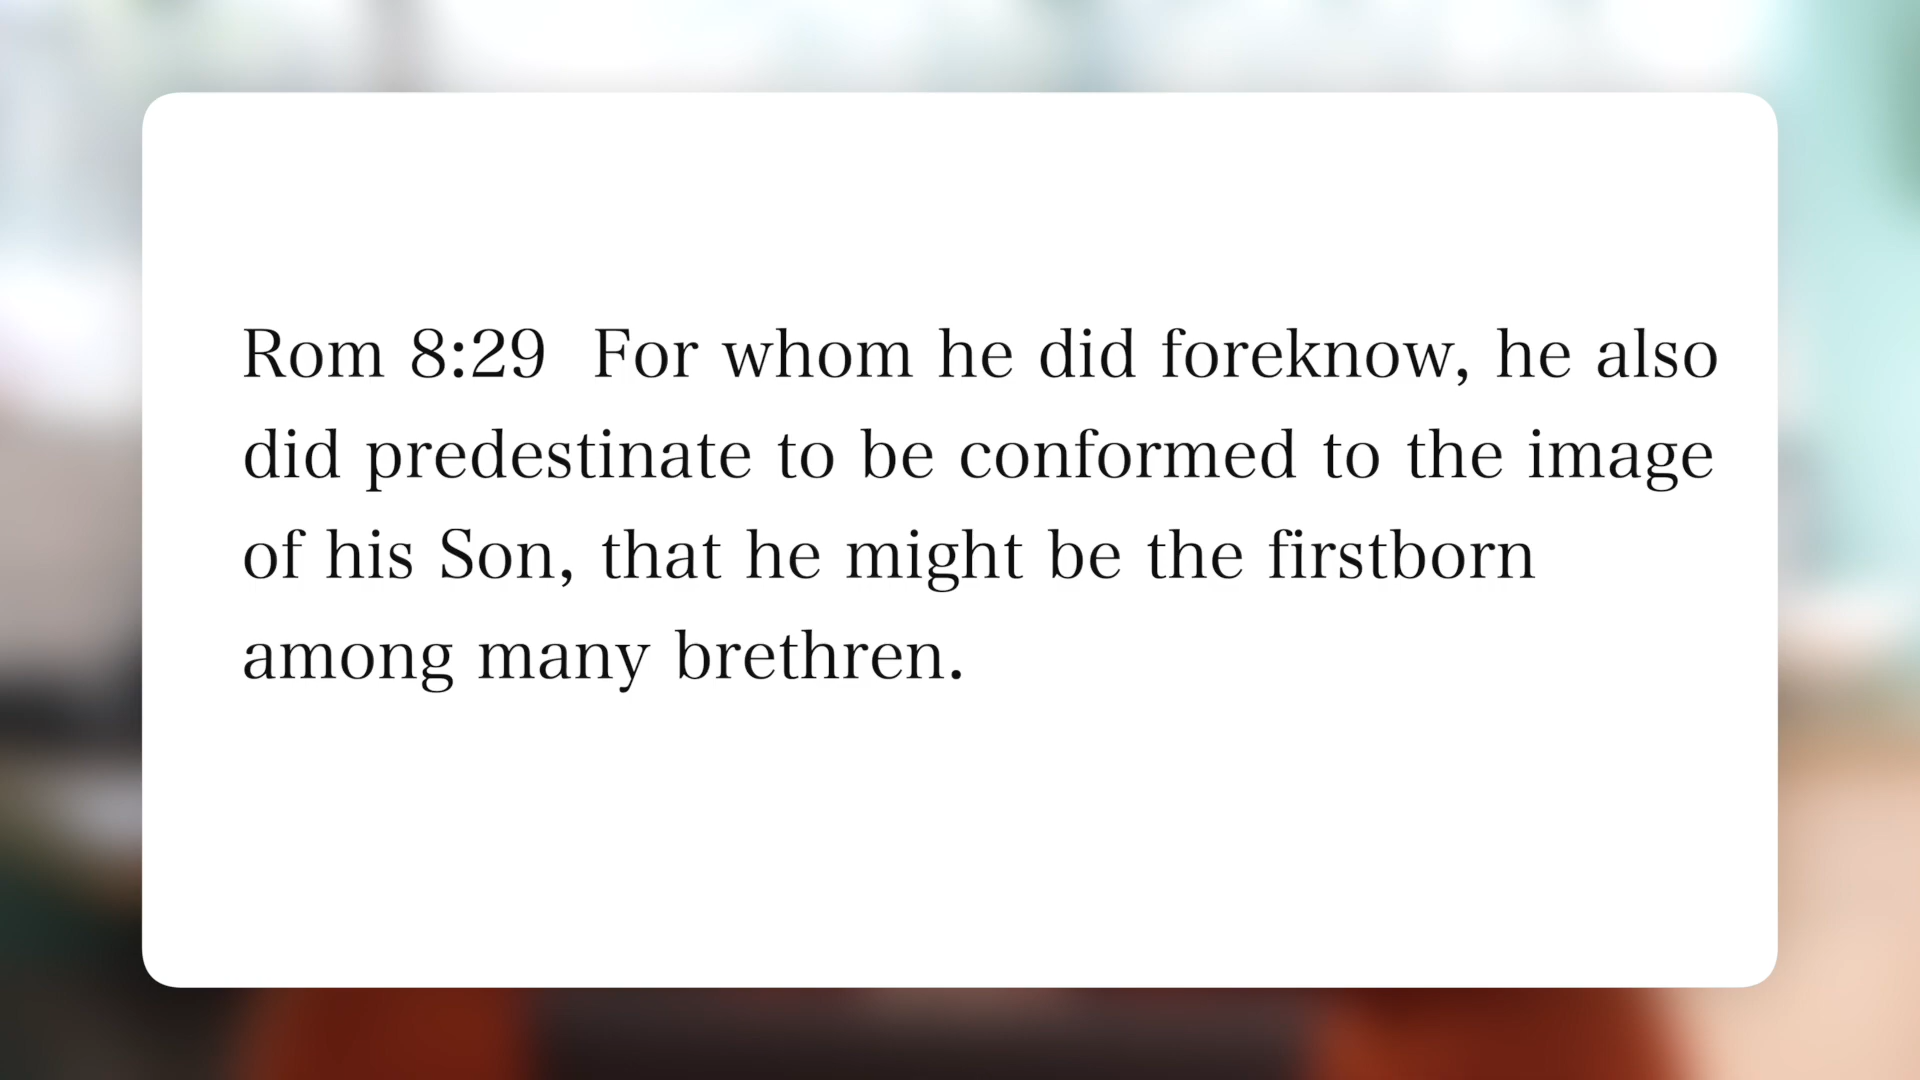 Rom 8:29  For whom he did foreknow, he also
did predestinate to be conformed to the image
of his Son, that he might be the firstborn
among many brethren.